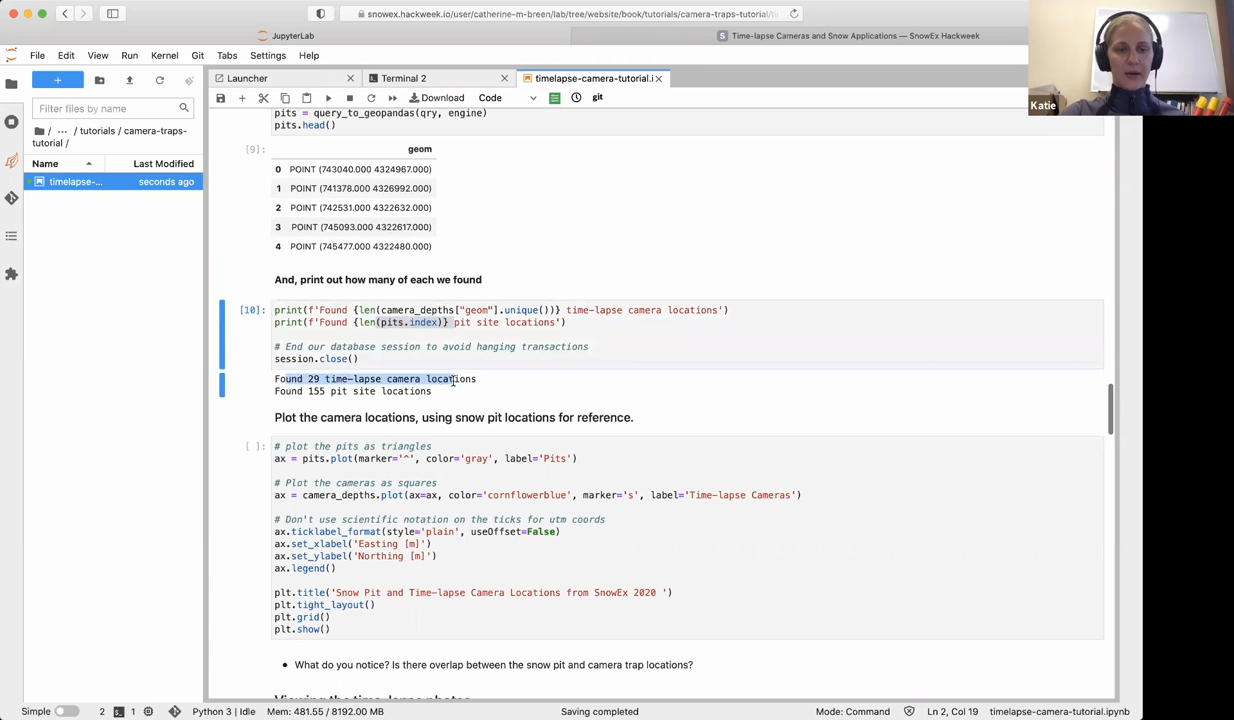 snowex.hackweek.io/user/catherine-m-breen/lab/tree/website/book/tutorials/camera-traps-tutorial/ti
JupyterLab
S Time-lapse Cameras and Snow Applications — SnowEx Hackweek
File Edit View Run Kernel Git Tabs Settings Help
Launcher
Terminal 2
timelapse-camera-tutorial.i
Download
Code
git
Filter files by name
/ ... / tutorials / camera-traps-
tutorial /
Name Last Modified
timelapse-... seconds ago
pits = query_to_geopandas(qry, engine)
pits.head()
[9]:
geom
0 POINT (743040.000 4324967.000)
1 POINT (741378.000 4326992.000)
2 POINT (742531.000 4322632.000)
3 POINT (745093.000 4322617.000)
4 POINT (745477.000 4322480.000)
And, print out how many of each we found
[10]:
print(f'Found {len(camera_depths["geom"].unique())} time-lapse camera locations')
print(f'Found {len(pits.index)} pit site locations')
# End our database session to avoid hanging transactions
session.close()
Found 29 time-lapse camera locations
Found 155 pit site locations
Plot the camera locations, using snow pit locations for reference.
[ ]:
# plot the pits as triangles
ax = pits.plot(marker='^', color='gray', label='Pits')
# Plot the cameras as squares
ax = camera_depths.plot(ax=ax, color='cornflowerblue', marker='s', label='Time-lapse Cameras')
# Don't use scientific notation on the ticks for utm coords
ax.ticklabel_format(style='plain', useOffset=False)
ax.set_xlabel('Easting [m]')
ax.set_ylabel('Northing [m]')
ax.legend()
plt.title('Snow Pit and Time-lapse Camera Locations from SnowEx 2020 ')
plt.tight_layout()
plt.grid()
plt.show()
• What do you notice? Is there overlap between the snow pit and camera trap locations?
Viewing the time-lapse photos
Simple 2 1 Python 3 | Idle Mem: 481.55 / 8192.00 MB Saving completed Mode: Command Ln 2, Col 19 timelapse-camera-tutorial.ipynb
Katie